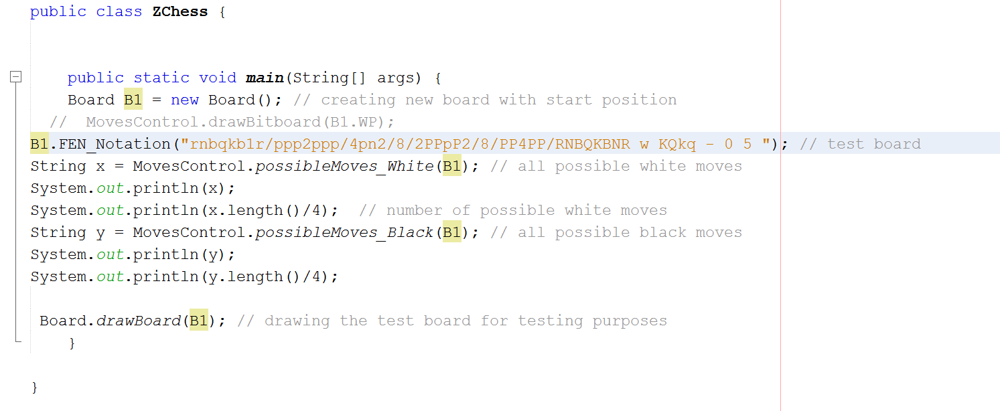 public class ZChess {
public static void main(String[] args) {
Board B1 = new Board(); // creating new board with start position
// MovesControl.drawBitboard(B1.WP);
B1.FEN_Notation("rnbqkb1r/ppp2ppp/4pn2/8/2PPpP2/8/PP4PP/RNBQKBNR w KQkq - 0 5 "); // test board
String x = MovesControl.possibleMoves_White(B1); // all possible white moves
System.out.println(x);
System.out.println(x.length()/4); // number of possible white moves
String y = MovesControl.possibleMoves_Black(B1); // all possible black moves
System.out.println(y);
System.out.println(y.length()/4);
Board.drawBoard(B1); // drawing the test board for testing purposes
}
}